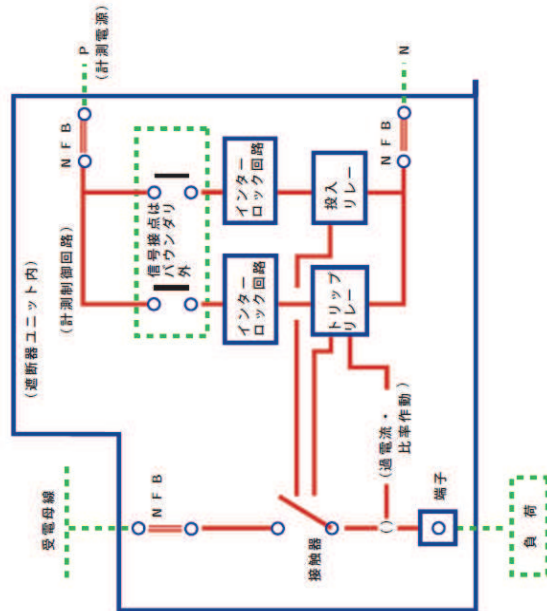 受電母線
(遮断器ユニット内)
(計測制御回路)
NFB
P
(計測電源)
NFB
信号接点は
バウンダリ
外
インター
ロック回路
インター
ロック回路
接触器
トリップ
リレー
投入
リレー
(過電流・
比率作動)
NFB
N
端子
負荷